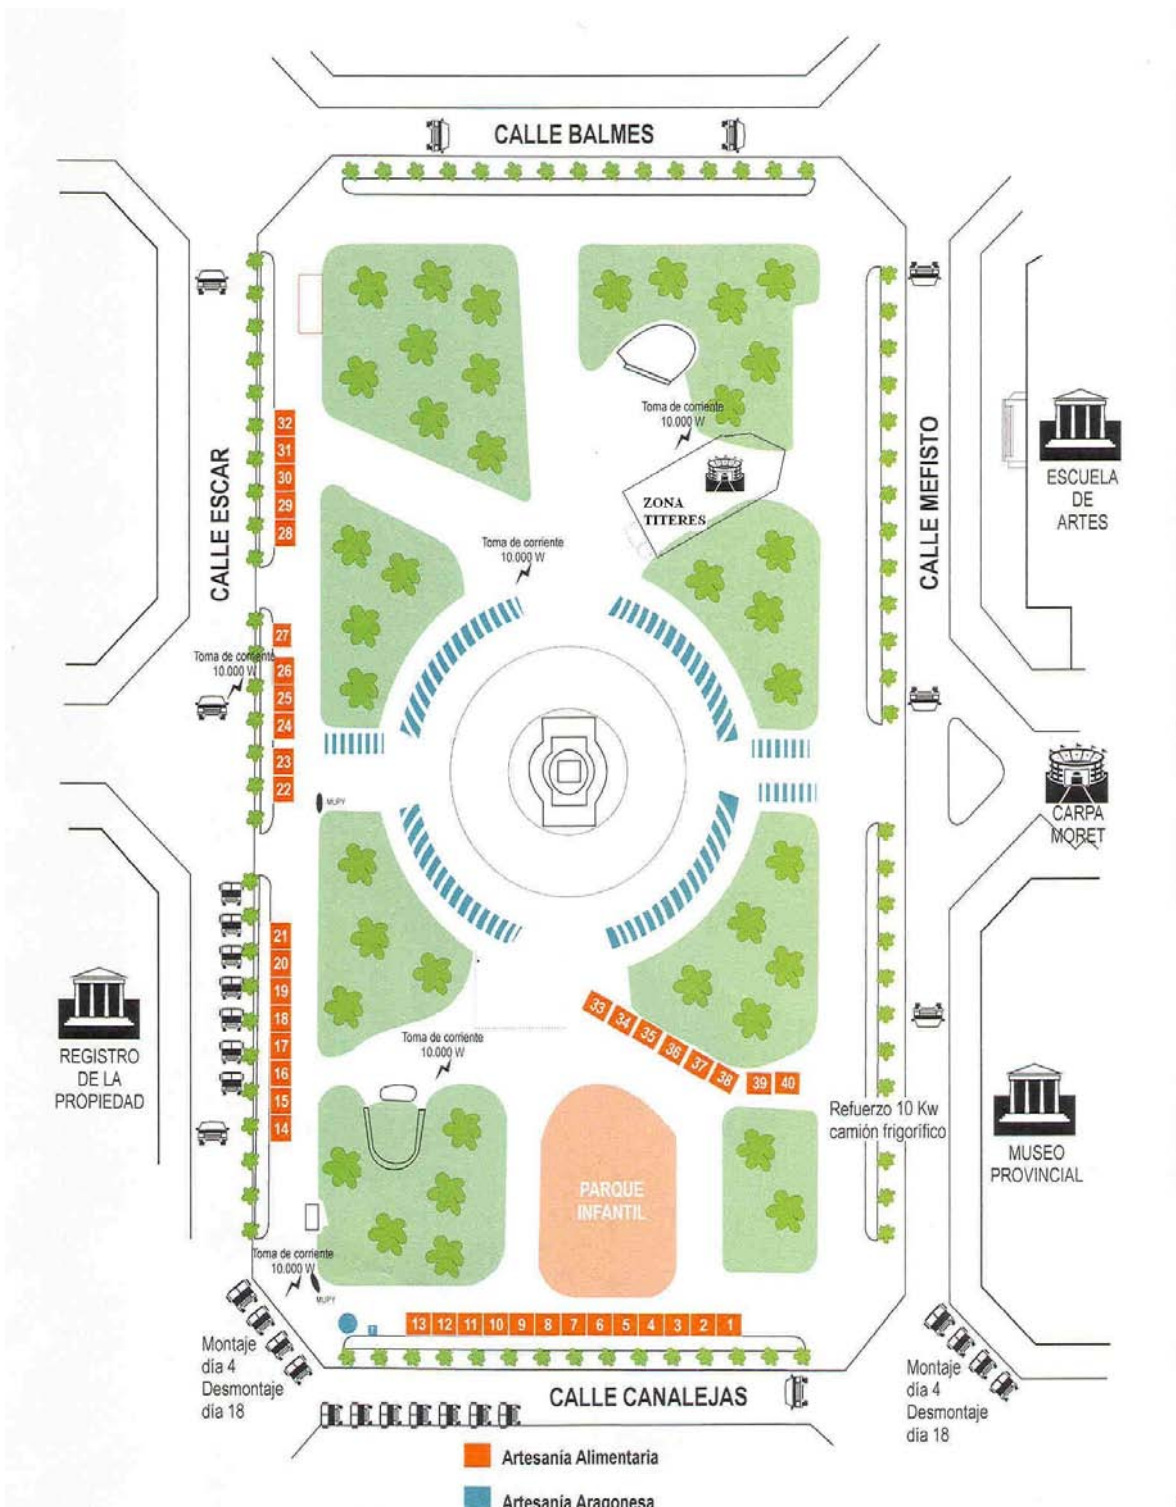 CALLE BALMES
Toma de corriente
10.000 W
ZONA
TITERES
ESCUELA
DE
ARTES
CALLE ESCAR
CALLE MEFISTO
32
31
30
29
28
Toma de corriente
10.000 W
27
Toma de corriente
10.000 W
26
25
24
23
22
MUPY
CARPA
MORET
21
20
19
18
17
16
15
14
REGISTRO
DE LA
PROPIEDAD
33
34
35
36
37
38
39
40
Toma de corriente
10.000 W
Refuerzo 10 Kw
camión frigorífico
MUSEO
PROVINCIAL
PARQUE
INFANTIL
Toma de corriente
10.000 W
MUPY
13 12 11 10 9 8 7 6 5 4 3 2 1
Montaje
día 4
Desmontaje
día 18
Montaje
día 4
Desmontaje
día 18
CALLE CANALEJAS
Artesanía Alimentaria
Artesanía Aragonesa